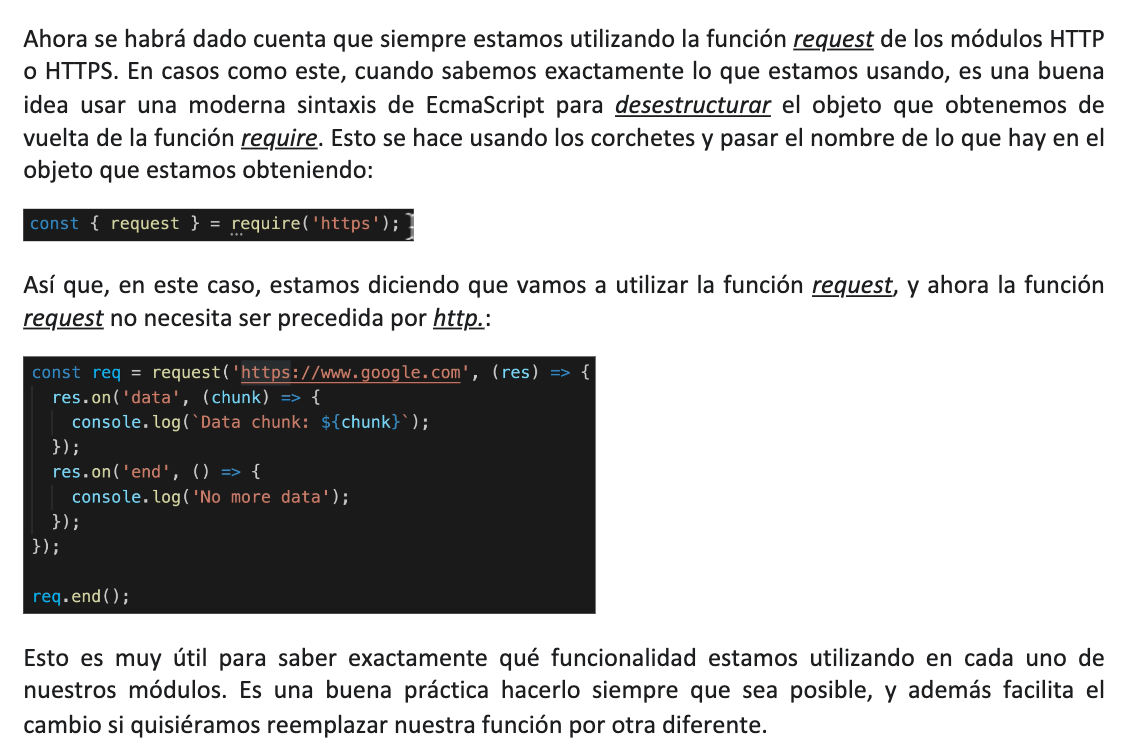 Ahora se habrá dado cuenta que siempre estamos utilizando la función request de los módulos HTTP
o HTTPS. En casos como este, cuando sabemos exactamente lo que estamos usando, es una buena
idea usar una moderna sintaxis de EcmaScript para desestructurar el objeto que obtenemos de
vuelta de la función require. Esto se hace usando los corchetes y pasar el nombre de lo que hay en el
objeto que estamos obteniendo:
const { request } = require('https');
Así que, en este caso, estamos diciendo que vamos a utilizar la función request, y ahora la función
request no necesita ser precedida por http.:
const req = request('https://www.google.com', (res) => {
  res.on('data', (chunk) => {
    console.log(`Data chunk: ${chunk}`);
  });
  res.on('end', () => {
    console.log('No more data');
  });
});
req.end();
Esto es muy útil para saber exactamente qué funcionalidad estamos utilizando en cada uno de
nuestros módulos. Es una buena práctica hacerlo siempre que sea posible, y además facilita el
cambio si quisiéramos reemplazar nuestra función por otra diferente.